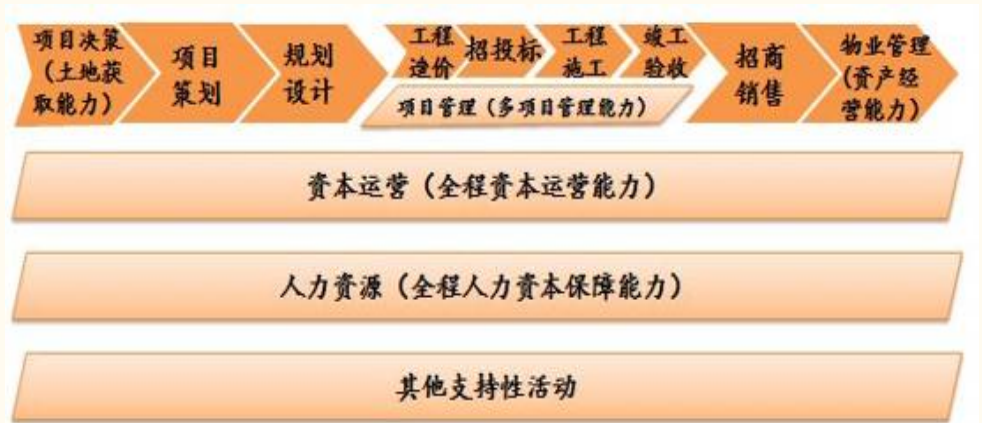 项目决策
（土地获
取能力）
项目
策划
规划
设计
工程
造价
招投标
工程
施工
竣工
验收
项目管理（多项目管理能力）
招商
销售
物业管理
(资产经
营能力)
资本运营（全程资本运营能力）
人力资源（全程人力资本保障能力）
其他支持性活动